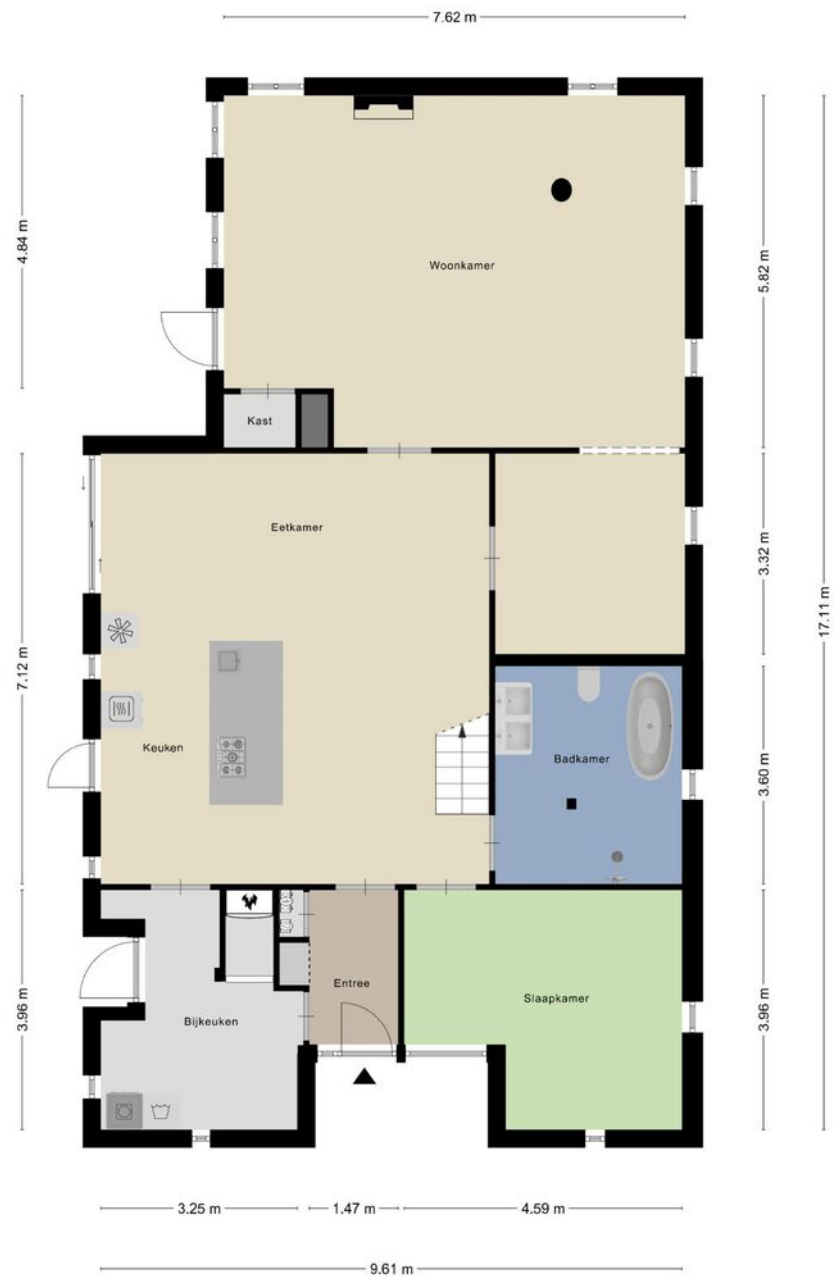 7.62 m
4.84 m
5.82 m
17.11 m
Woonkamer
Kast
Eetkamer
3.32 m
7.12 m
Keuken
Badkamer
3.60 m
Entree
Slaapkamer
Bijkeuken
3.96 m
3.96 m
3.25 m
1.47 m
4.59 m
9.61 m